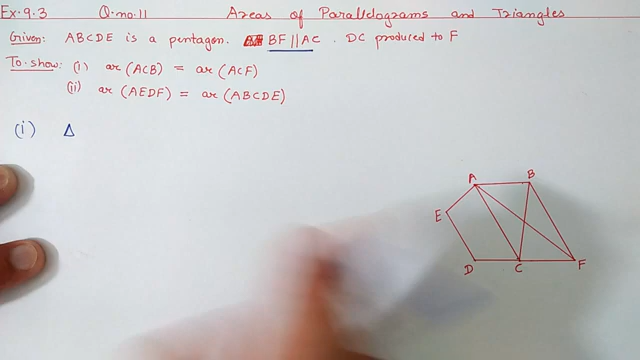 Ex-9.3 Q.no.11 Areas of Parallelograms and Triangles
Given: ABCDE is a pentagon. BF||AC. DC produced to F
To show: (i) ar(ACB) = ar(ACF)
(ii) ar(AEDF) = ar(ABCDE)
(i) Δ
A B
E
D C F